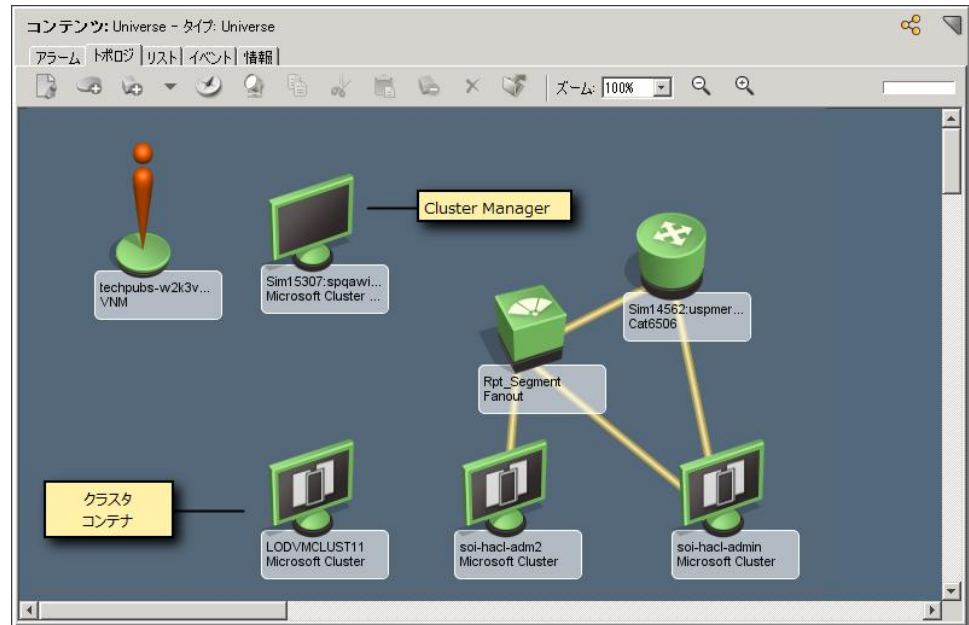 コンテンツ: Universe - タイプ: Universe
アラーム トポロジ リスト イベント 情報
ズーム: 100%
Cluster Manager
techpubs-w2k3v...
VNM
Sim15307:spqawi...
Microsoft Cluster ...
Sim14562:uspmer...
Cat6506
Rpt_Segment
Fanout
クラスタ
コンテナ
LODVMCLUST11
Microsoft Cluster
soi-hacl-adm2
Microsoft Cluster
soi-hacl-admin
Microsoft Cluster